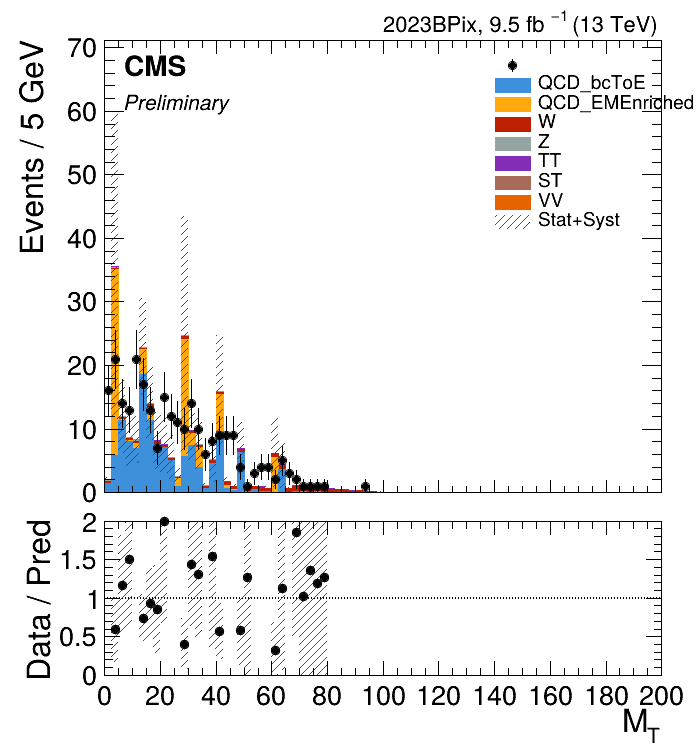 2023BPix, 9.5 fb⁻¹ (13 TeV)
Events / 5 GeV
70
60
50
40
30
20
10
0
CMS
Preliminary
QCD_bcToE
QCD_EMEnriched
W
Z
TT
ST
VV
Stat+Syst
Data / Pred
2
1.5
1
0.5
0
0 20 40 60 80 100 120 140 160 180 200
M_T